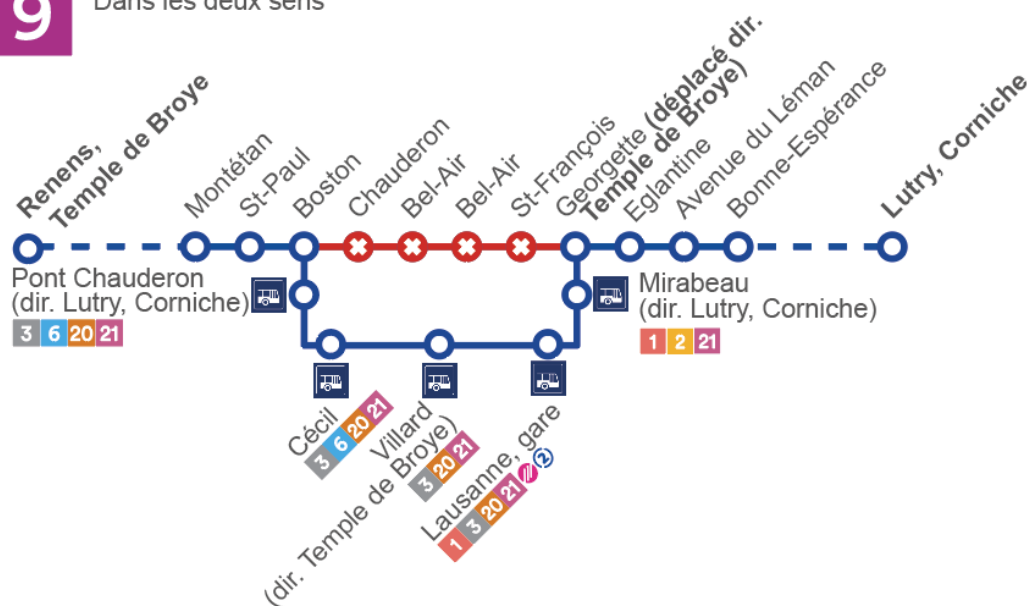 9
Dans les deux sens
Renens,
Temple de Broye
Montétan
St-Paul
Boston
Chauderon
Bel-Air
Bel-Air
St-François
Georgette (déplacé dir.
Temple de Broye)
Eglantine
Avenue du Léman
Bonne-Espérance
Lutry, Corniche
Pont Chauderon
(dir. Lutry, Corniche)
3 6 20 21
Mirabeau
(dir. Lutry, Corniche)
1 2 21
Cécil
3 6 20 21
Villard
(dir. Temple de Broye)
3 20 21
Lausanne, gare
1 3 20 21 2